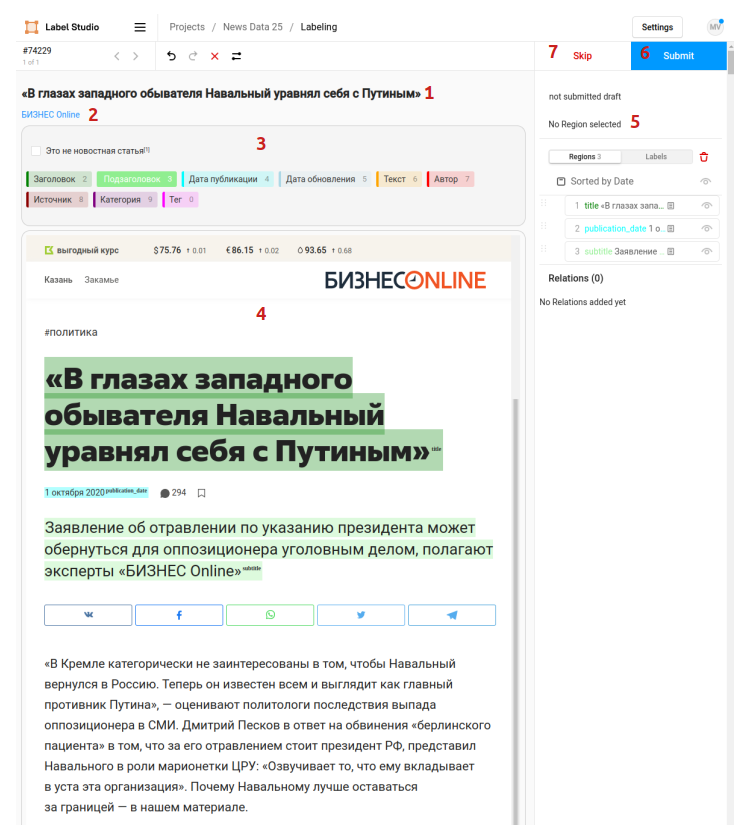 Label Studio
Projects / News Data 25 / Labeling
Settings
MV
#74229
1 of 1
7 Skip
6 Submit
«В глазах западного обывателя Навальный уравнял себя с Путиным» 1
БИЗНЕС Online 2
not submitted draft
No Region selected 5
3
Это не новостная статья[1]
Заголовок 2 Подзаголовок 3 Дата публикации 4 Дата обновления 5 Текст 6 Автор 7
Источник 8 Категория 9 Тег 0
Regions 3 Labels
Sorted by Date
1 title «В глазах запа...
2 publication_date 1 о...
3 subtitle Заявление ...
Relations (0)
No Relations added yet
выгодный курс $75.76 ↑ 0.01 €86.15 ↑ 0.02 93.65 ↑ 0.68
Казань Закамье
БИЗНЕС ONLINE
4
#политика
«В глазах западного
обывателя Навальный
уравнял себя с Путиным» title
1 октября 2020 publication_date 294
Заявление об отравлении по указанию президента может
обернуться для оппозиционера уголовным делом, полагают
эксперты «БИЗНЕС Online» subtitle
«В Кремле категорически не заинтересованы в том, чтобы Навальный
вернулся в Россию. Теперь он известен всем и выглядит как главный
противник Путина», — оценивают политологи последствия выпада
оппозиционера в СМИ. Дмитрий Песков в ответ на обвинения «берлинского
пациента» в том, что за его отравлением стоит президент РФ, представил
Навального в роли марионетки ЦРУ: «Озвучивает то, что ему вкладывает
в уста эта организация». Почему Навальному лучше оставаться
за границей — в нашем материале.